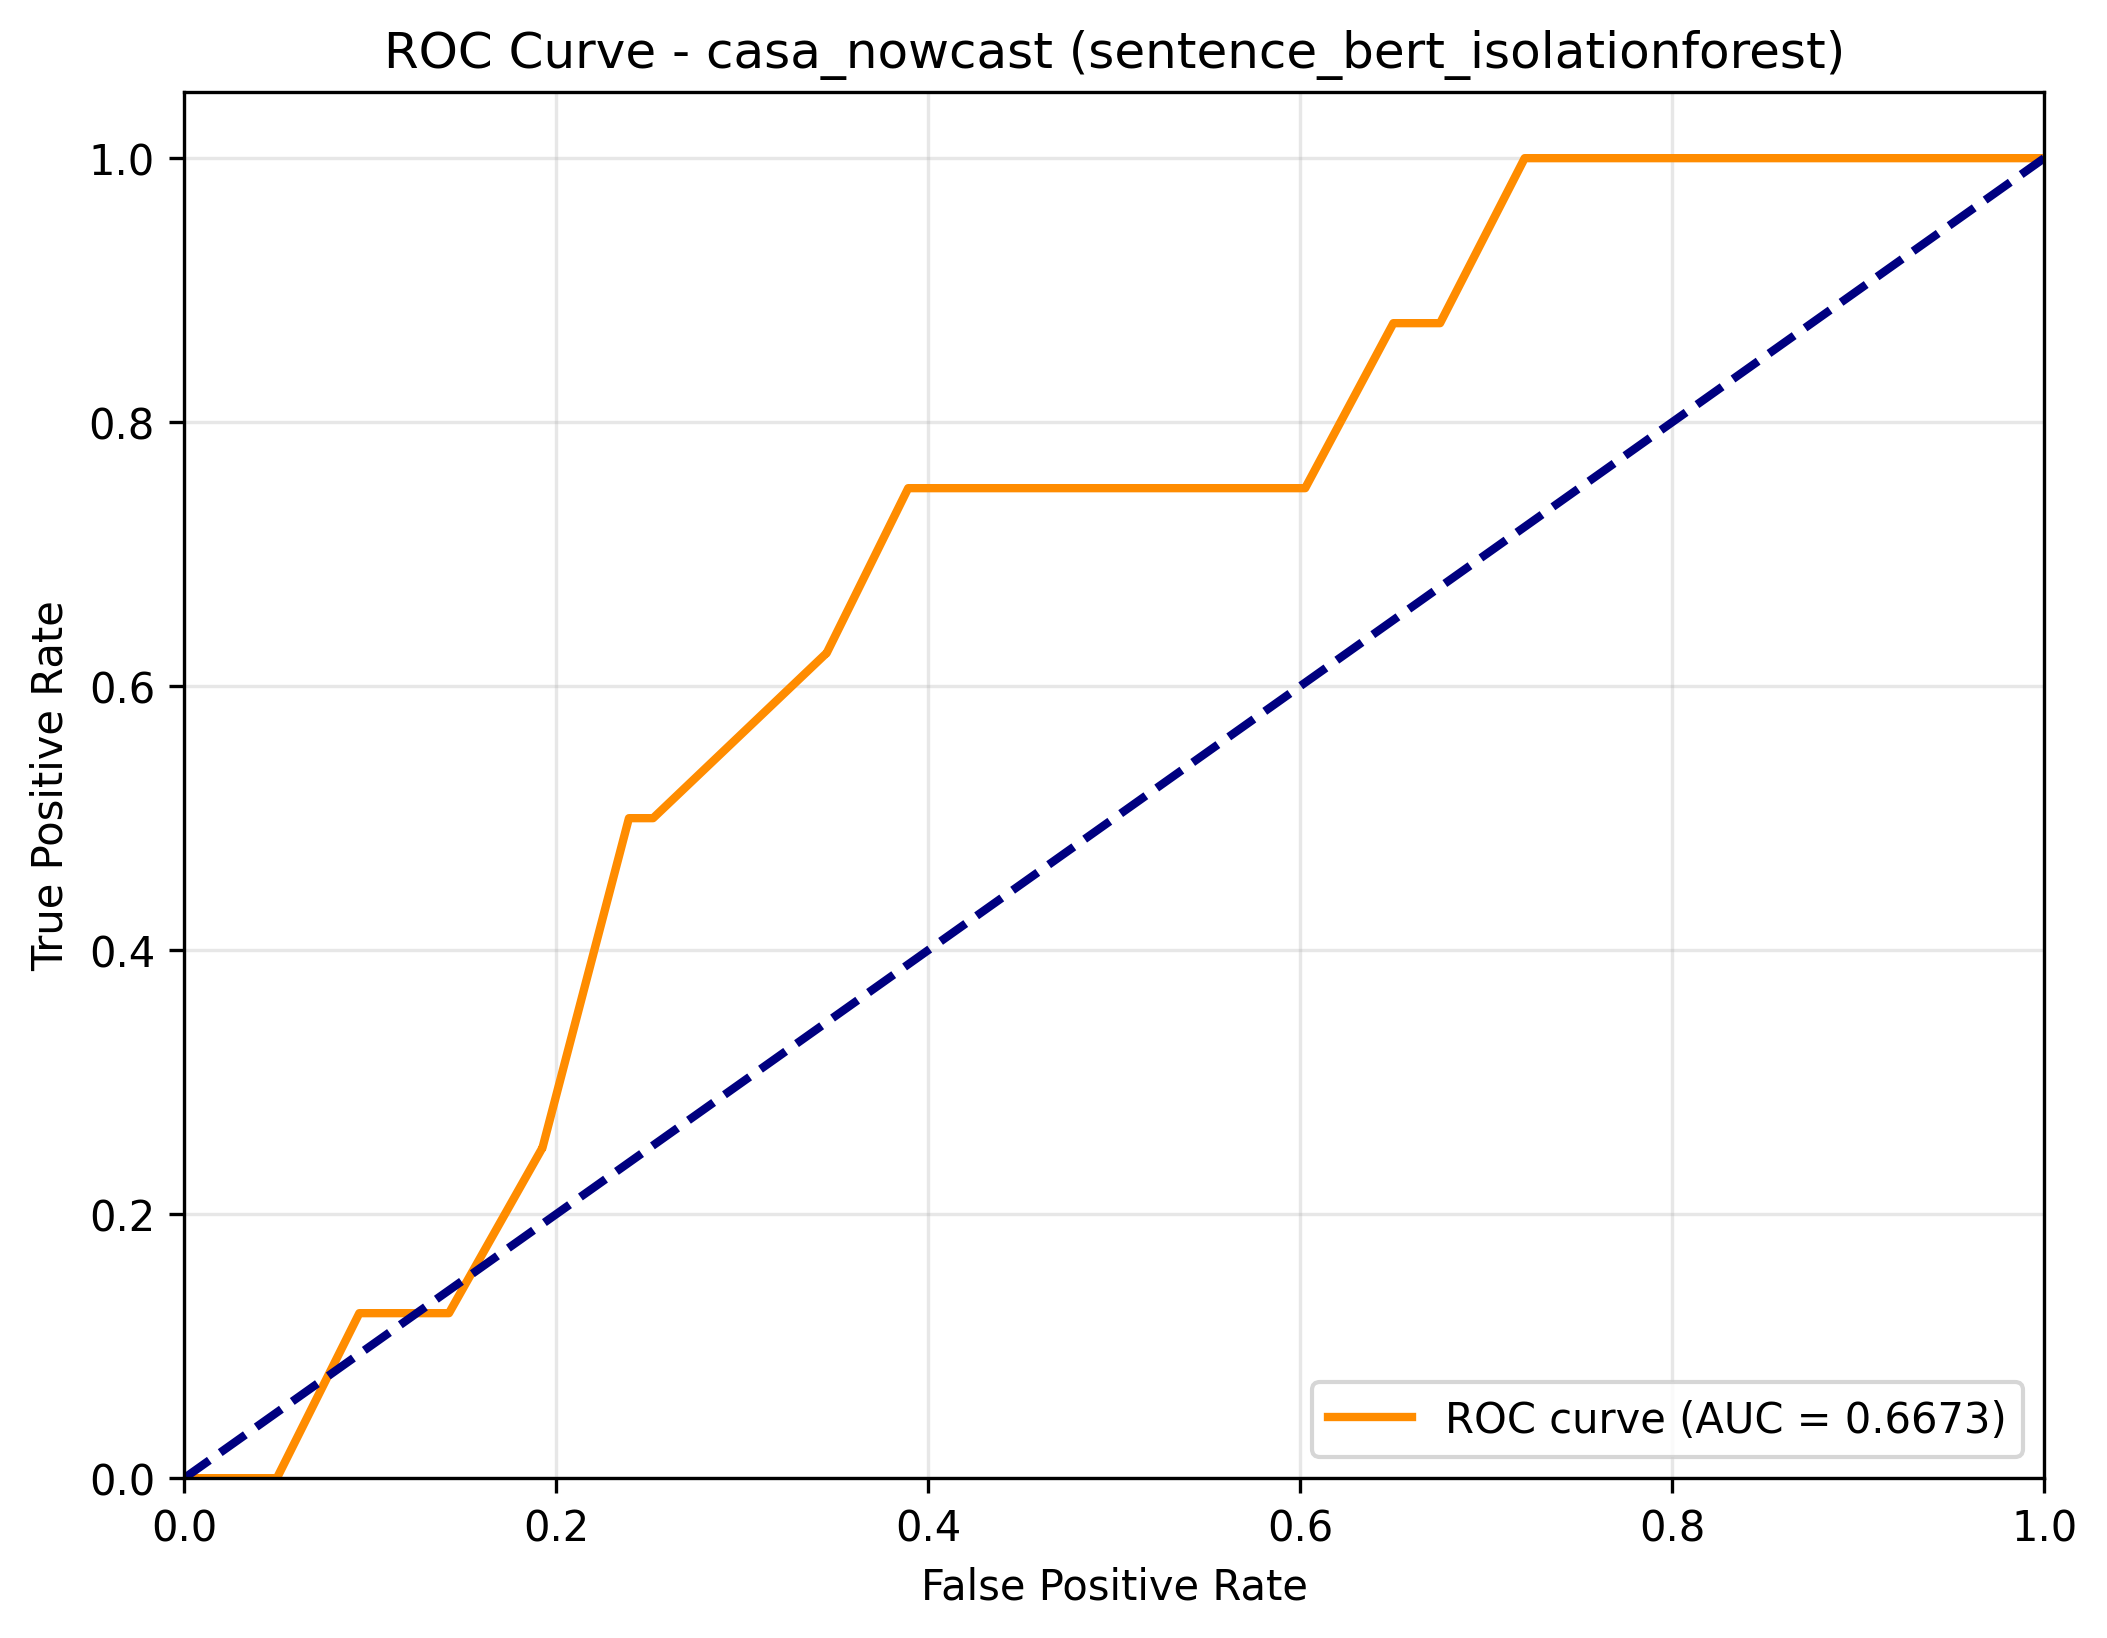 ROC Curve - casa_nowcast (sentence_bert_isolationforest)
True Positive Rate
1.0
0.8
0.6
0.4
0.2
0.0
ROC curve (AUC = 0.6673)
0.0 0.2 0.4 0.6 0.8 1.0
False Positive Rate